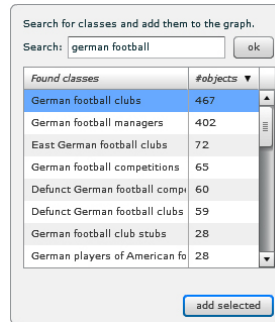 Search for classes and add them to the graph.
Search: german football ok
Found classes #objects ▼
German football clubs 467
German football managers 402
East German football clubs 72
German football competitions 65
Defunct German football compe 60
Defunct German football clubs 59
German football club stubs 28
German players of American fo 28
add selected